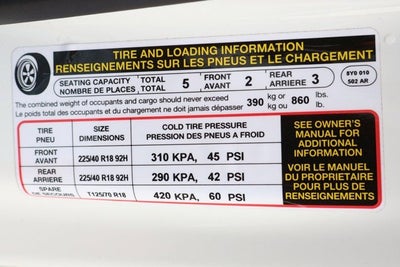 TIRE AND LOADING INFORMATION
RENSEIGNEMENTS SUR LES PNEUS ET LE CHARGEMENT
SEATING CAPACITY TOTAL 5 FRONT 2 REAR 3
NOMBRE DE PLACES TOTAL AVANT ARRIERE
5Y0 010
502 AR
The combined weight of occupants and cargo should never exceed 390 kg or 860 lbs.
Le poids total des occupants et du chargement ne doit jamais dépasser kg ou lb.
TIRE SIZE COLD TIRE PRESSURE
PNEU DIMENSIONS PRESSION DES PNEUS A FROID
FRONT
AVANT 225/40 R18 92H 310 KPA, 45 PSI
REAR
ARRIERE 225/40 R18 92H 290 KPA, 42 PSI
SPARE
DE SECOURS T125/70 R18 420 KPA, 60 PSI
SEE OWNER'S
MANUAL FOR
ADDITIONAL
INFORMATION
VOIR LE MANUEL
DU PROPRIETAIRE
POUR PLUS DE
RENSEIGNEMENTS